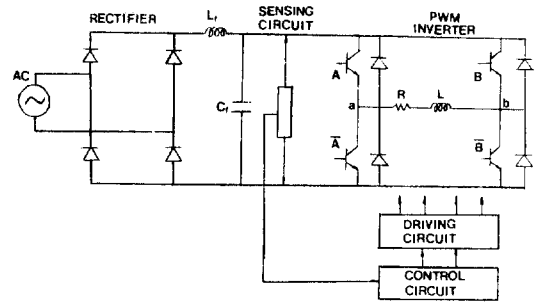 RECTIFIER
Lf
SENSING
CIRCUIT
PWM
INVERTER
AC
Cf
A
B
a
R
L
b
A̅
B̅
DRIVING
CIRCUIT
CONTROL
CIRCUIT